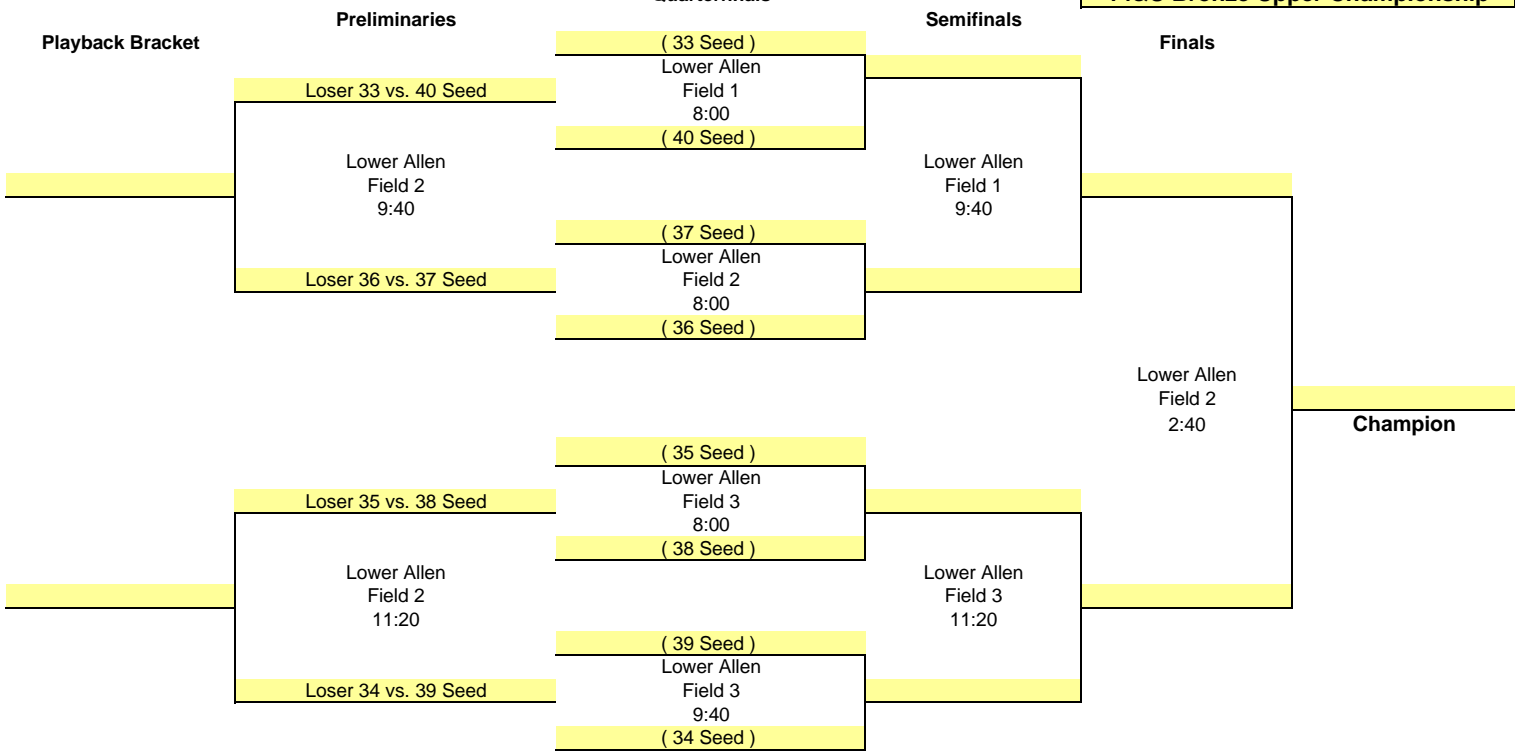 Quarterfinals
Bronze Upper Championship
Preliminaries
Semifinals
Playback Bracket
Finals
( 33 Seed )
Lower Allen
Field 1
8:00
( 40 Seed )
Loser 33 vs. 40 Seed
Lower Allen
Field 2
9:40
Loser 36 vs. 37 Seed
( 37 Seed )
Lower Allen
Field 2
8:00
( 36 Seed )
Lower Allen
Field 1
9:40
Lower Allen
Field 2
2:40
Champion
( 35 Seed )
Lower Allen
Field 3
8:00
( 38 Seed )
Loser 35 vs. 38 Seed
Lower Allen
Field 2
11:20
Loser 34 vs. 39 Seed
( 39 Seed )
Lower Allen
Field 3
9:40
( 34 Seed )
Lower Allen
Field 3
11:20